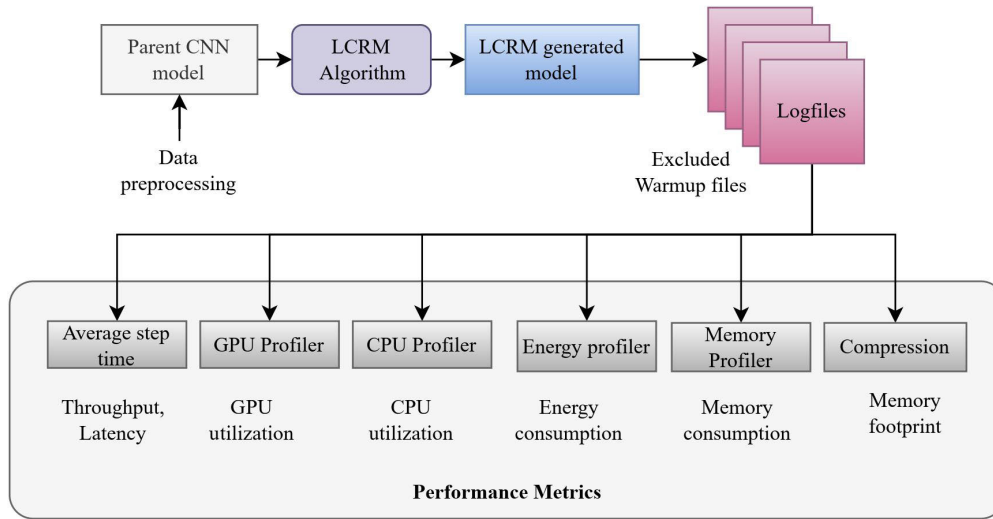 Parent CNN
model
LCRM
Algorithm
LCRM generated
model
Logfiles
Data
preprocessing
Excluded
Warmup files
Average step
time
GPU Profiler
CPU Profiler
Energy profiler
Memory
Profiler
Compression
Throughput,
Latency
GPU
utilization
CPU
utilization
Energy
consumption
Memory
consumption
Memory
footprint
Performance Metrics